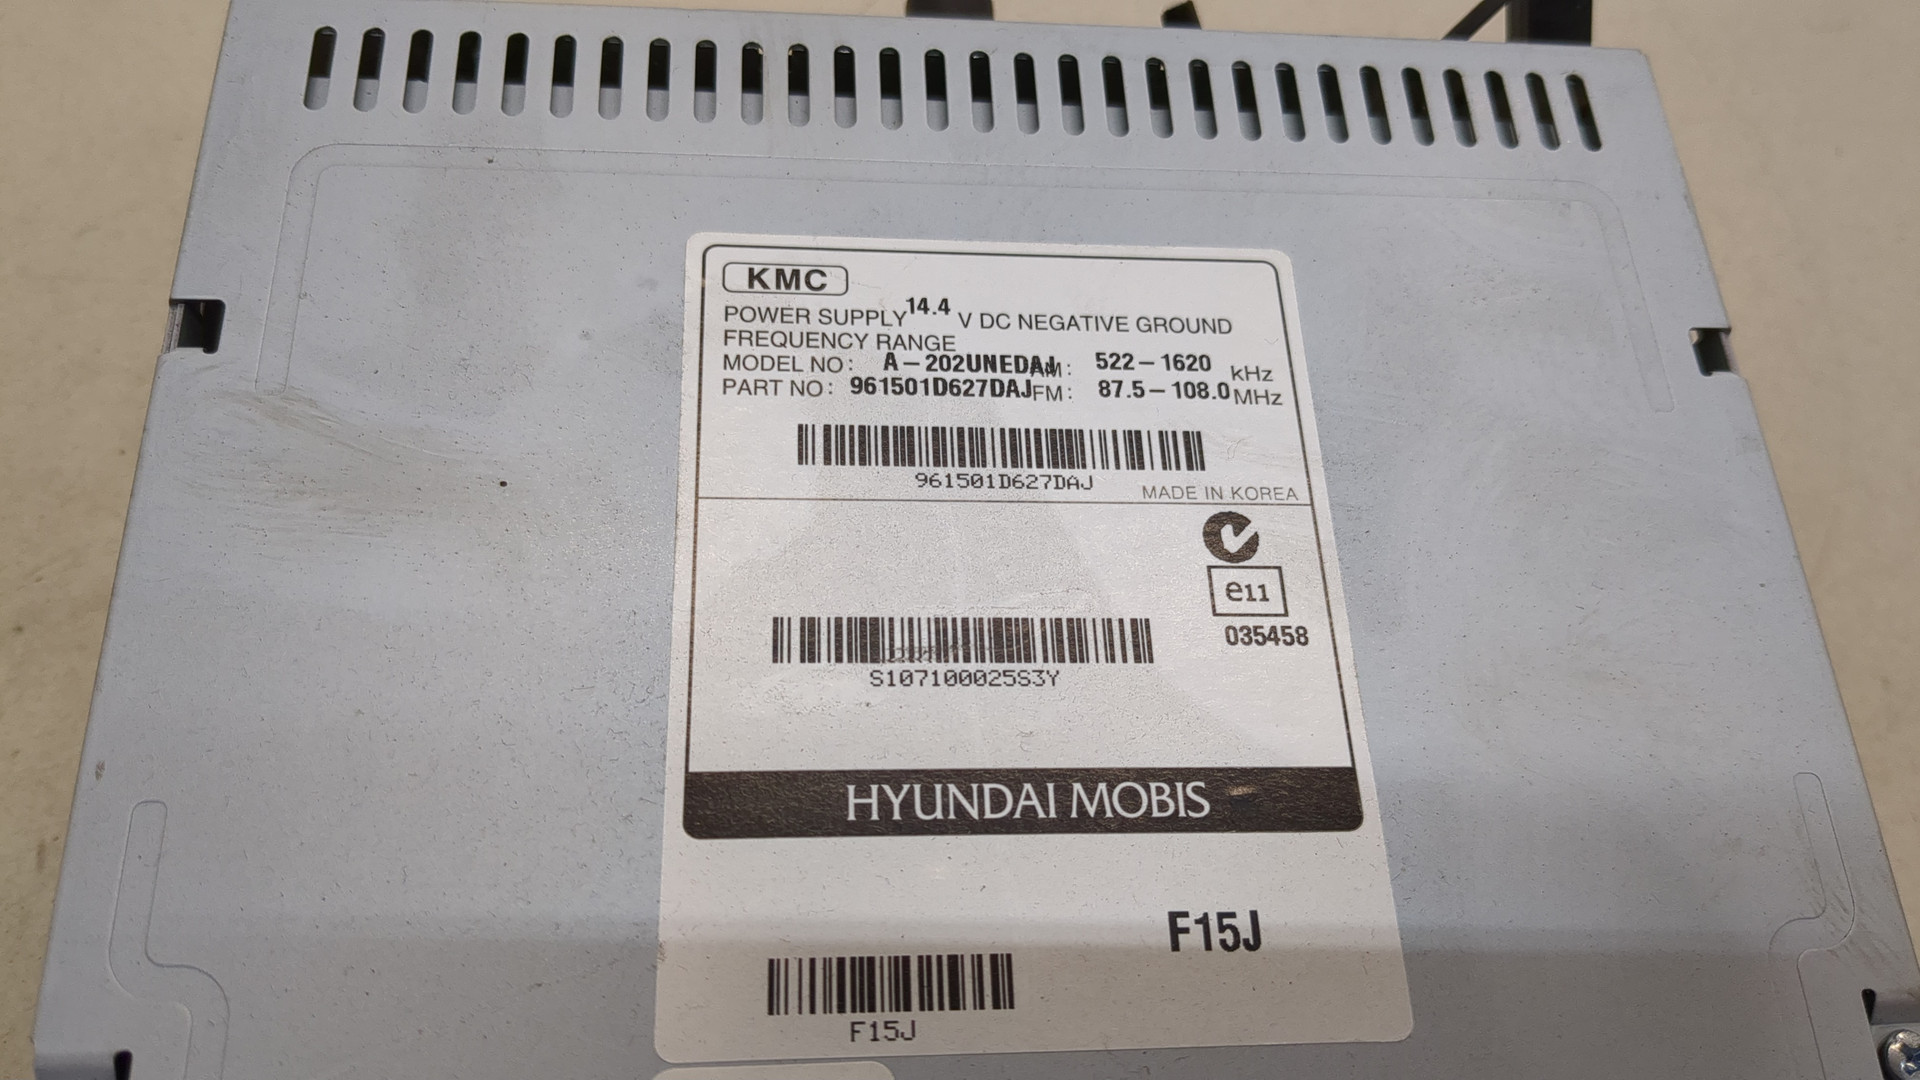 KMC
POWER SUPPLY 14.4 V DC NEGATIVE GROUND
FREQUENCY RANGE
MODEL NO: A-202UNEDAJ AM: 522-1620 kHz
PART NO: 961501D627DAJ FM: 87.5-108.0 MHz
961501D627DAJ
MADE IN KOREA
e11
035458
S107100025S3Y
HYUNDAI MOBIS
F15J
F15J